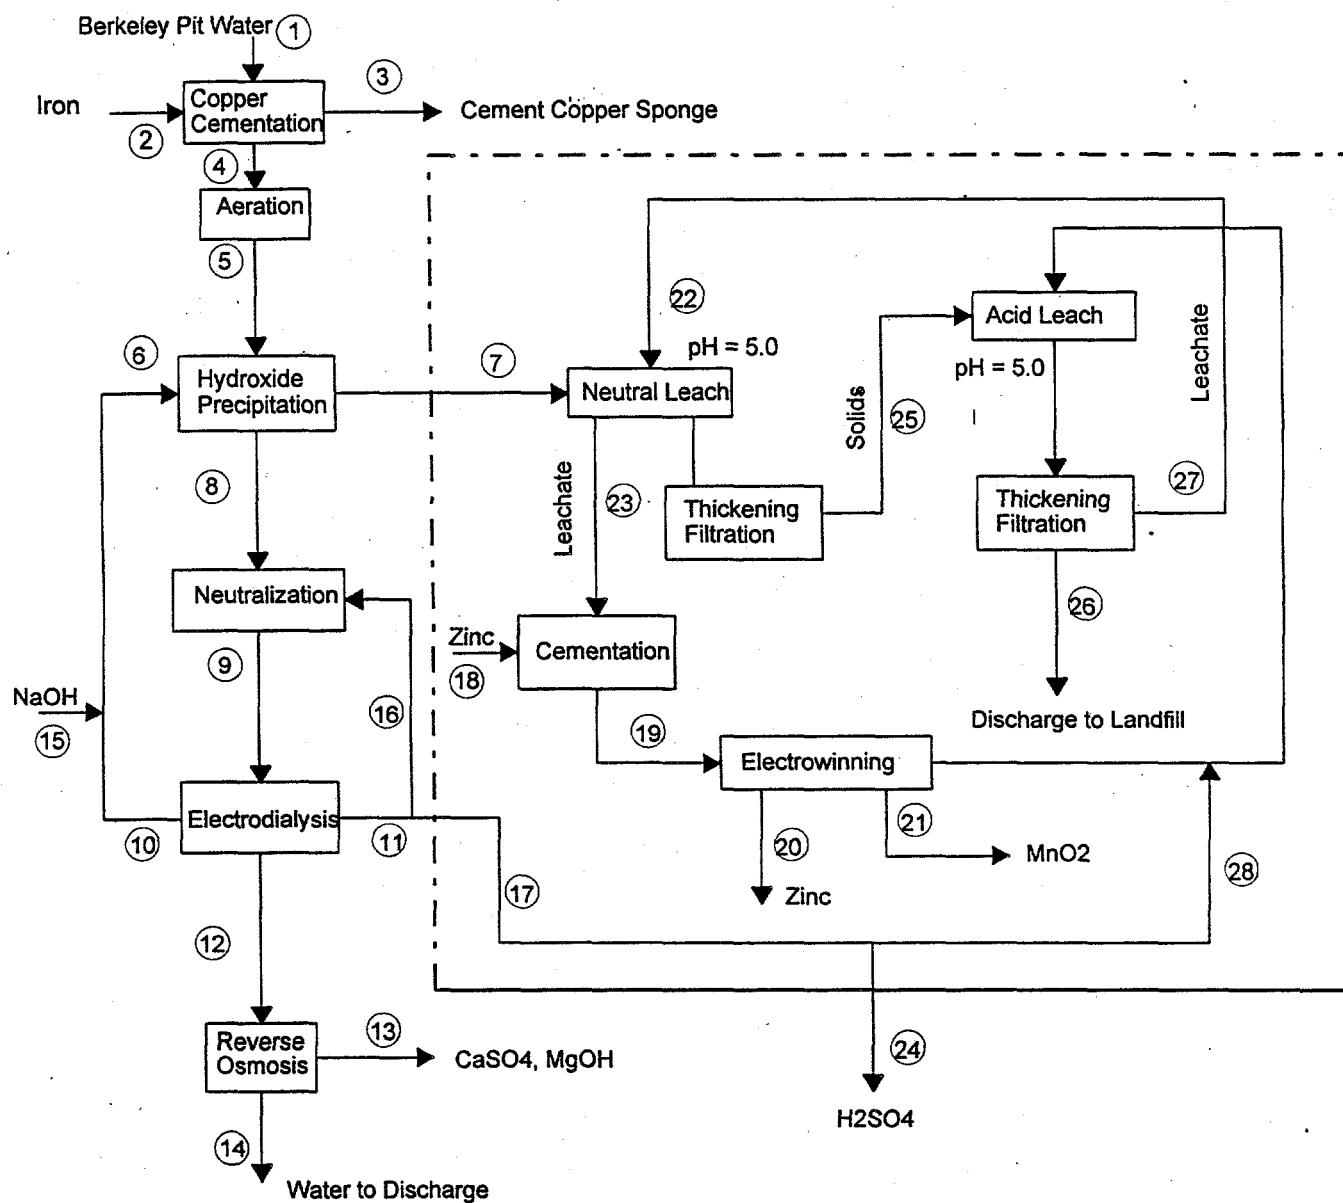 Berkeley Pit Water
1
3
Iron
Copper
Cementation
Cement Copper Sponge
2
4
Aeration
5
22
Acid Leach
Leachate
6
7
pH = 5.0
pH = 5.0
Hydroxide
Precipitation
Neutral Leach
Solids
25
8
Leachate
23
Thickening
Filtration
Thickening
Filtration
27
Neutralization
26
Zinc
18
Cementation
9
NaOH
15
16
Discharge to Landfill
19
Electrowinning
Electrodialysis
10
11
20
21
MnO2
17
Zinc
28
12
Reverse
Osmosis
13
CaSO4, MgOH
24
H2SO4
14
Water to Discharge